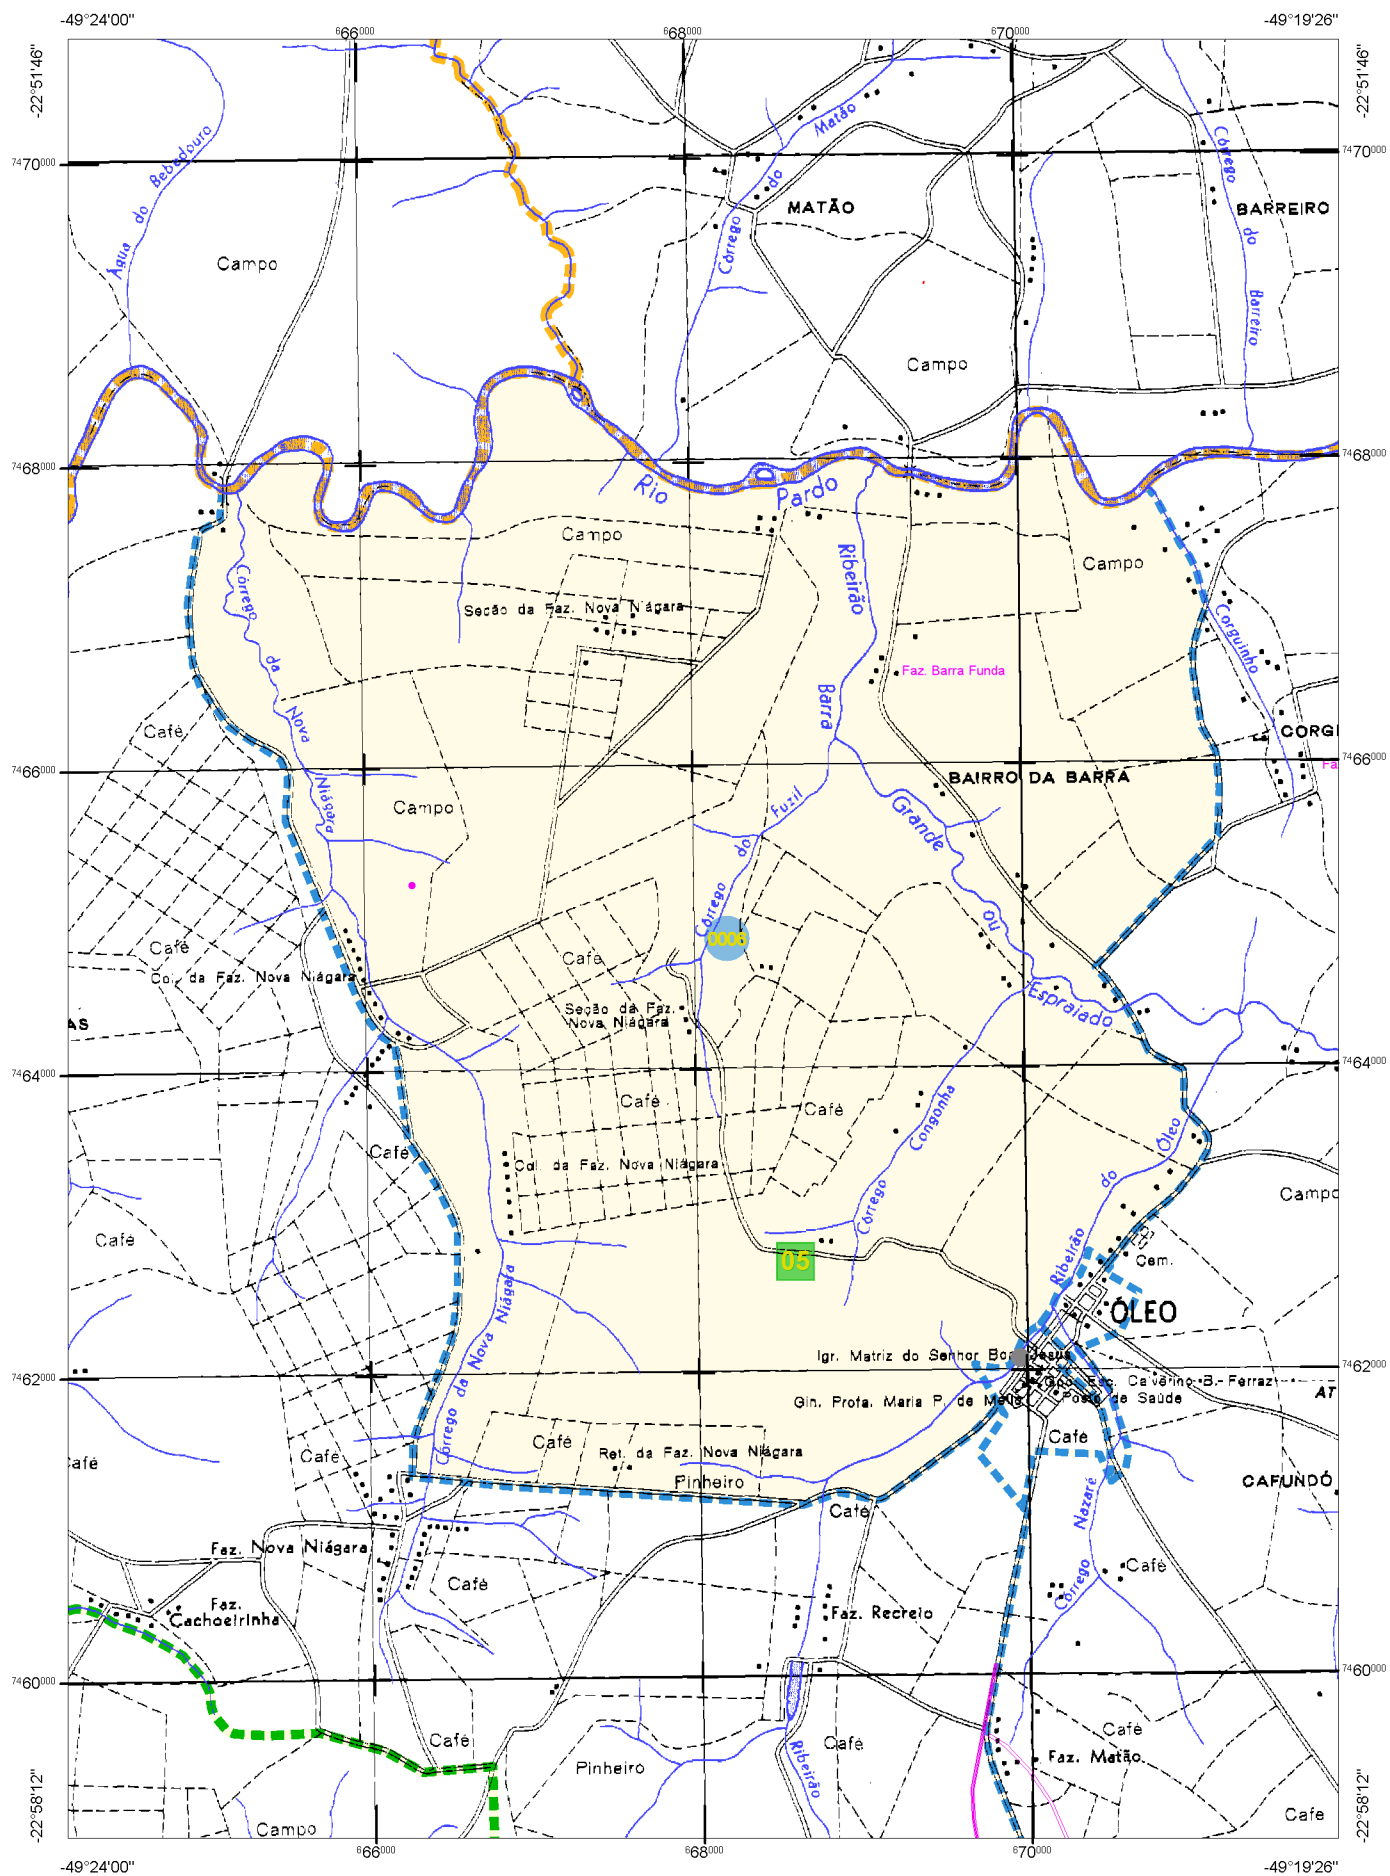 -49°24'00"
-49°19'26"
666000
668000
670000
-22°51'46"
-22°51'46"
7470000
7470000
Matão
do
Córrego
MATÃO
Córrego
do
Barreiro
BARREIRO
Água do Bebedouro
Campo
Campo
7468000
7468000
Rio Pardo
Campo
Campo
Ribeirão
Barra
Grande
ou
Espraiado
Córrego
da
Nova
Niágara
Seção da Faz. Nova Niágara
Faz. Barra Funda
Corguinho
CORGI
Fa
Café
7466000
7466000
BAIRRO DA BARRA
Campo
Córrego
do
Fuzil
0006
Café
Café
Col. da Faz. Nova Niágara
Seção da Faz.
Nova Niágara
AS
7464000
7464000
Café
Café
Café
Córrego
Congonha
Col. da Faz. Nova Niágara
Ribeirão
do
Óleo
Campo
Café
05
Cem.
ÓLEO
Córrego da Nova Niágara
Igr. Matriz do Senhor Bom Jesus
7462000
7462000
Gpo. Esc. Caverino B. Ferraz
Gin. Profa. Maria P. de Mello
Posto de Saúde
AT
Café
Café
Café
Café
Ret. da Faz. Nova Niágara
Pinheiro
Café
CAFUNDÓ
Córrego
Nazaré
Faz. Nova Niágara
Café
Café
Faz.
Cachoeirinha
Faz. Recreio
7460000
7460000
Café
Café
Café
Faz. Matão
Pinheiro
Ribeirão
Campo
Cafe
-22°58'12"
-22°58'12"
666000
668000
670000
-49°24'00"
-49°19'26"